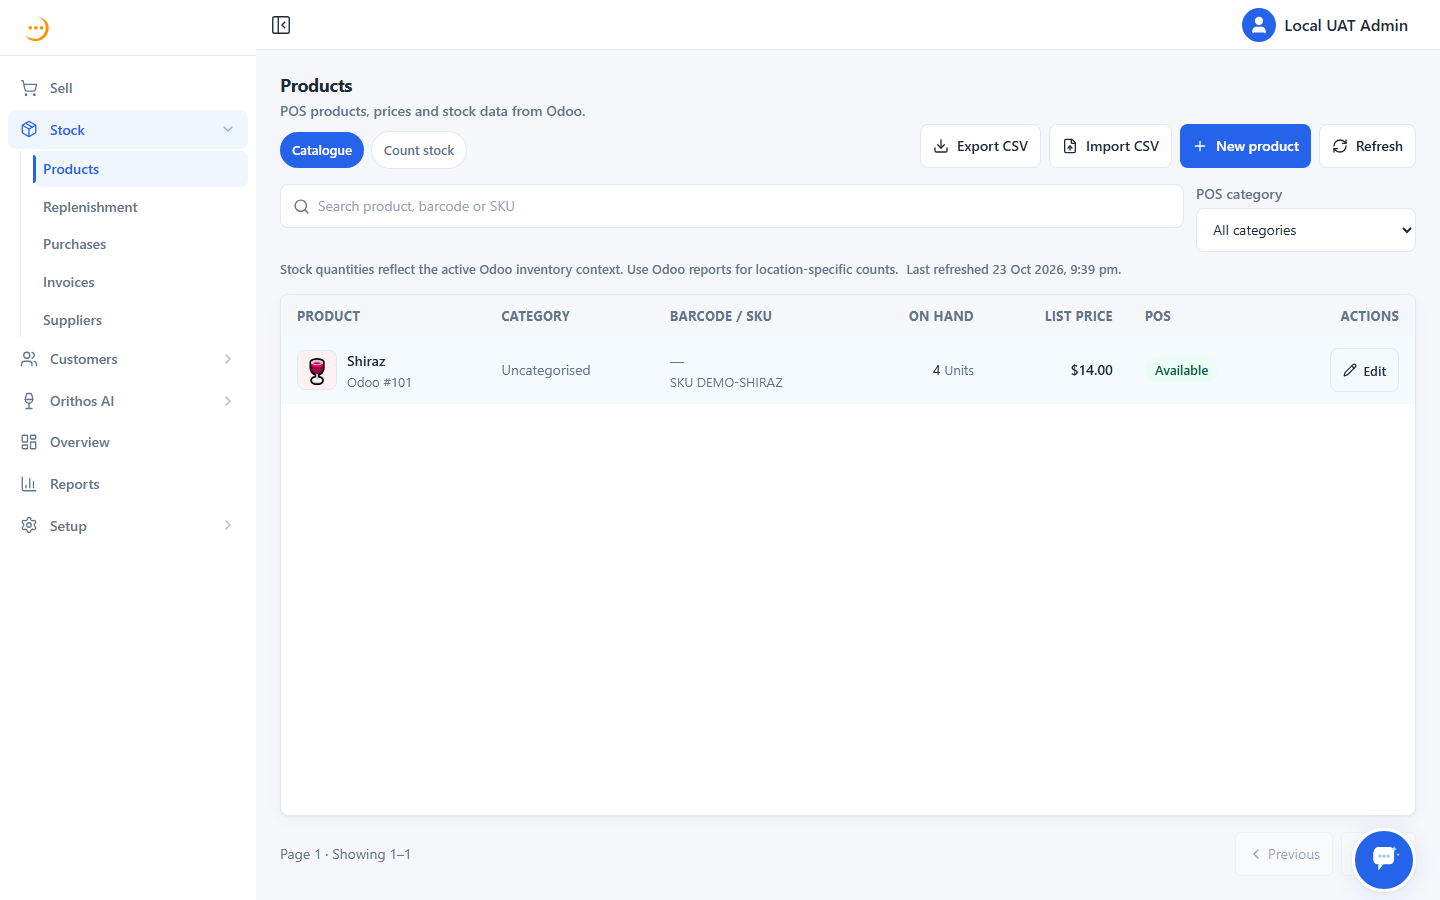 Local UAT Admin
Sell
Stock
Products
Replenishment
Purchases
Invoices
Suppliers
Customers
Orithos AI
Overview
Reports
Setup
Products
POS products, prices and stock data from Odoo.
Catalogue
Count stock
Export CSV
Import CSV
New product
Refresh
Search product, barcode or SKU
POS category
All categories
Stock quantities reflect the active Odoo inventory context. Use Odoo reports for location-specific counts. Last refreshed 23 Oct 2026, 9:39 pm.
PRODUCT CATEGORY BARCODE / SKU ON HAND LIST PRICE POS ACTIONS
Shiraz
Odoo #101
Uncategorised
—
SKU DEMO-SHIRAZ
4 Units
$14.00
Available
Edit
Page 1 · Showing 1–1
Previous